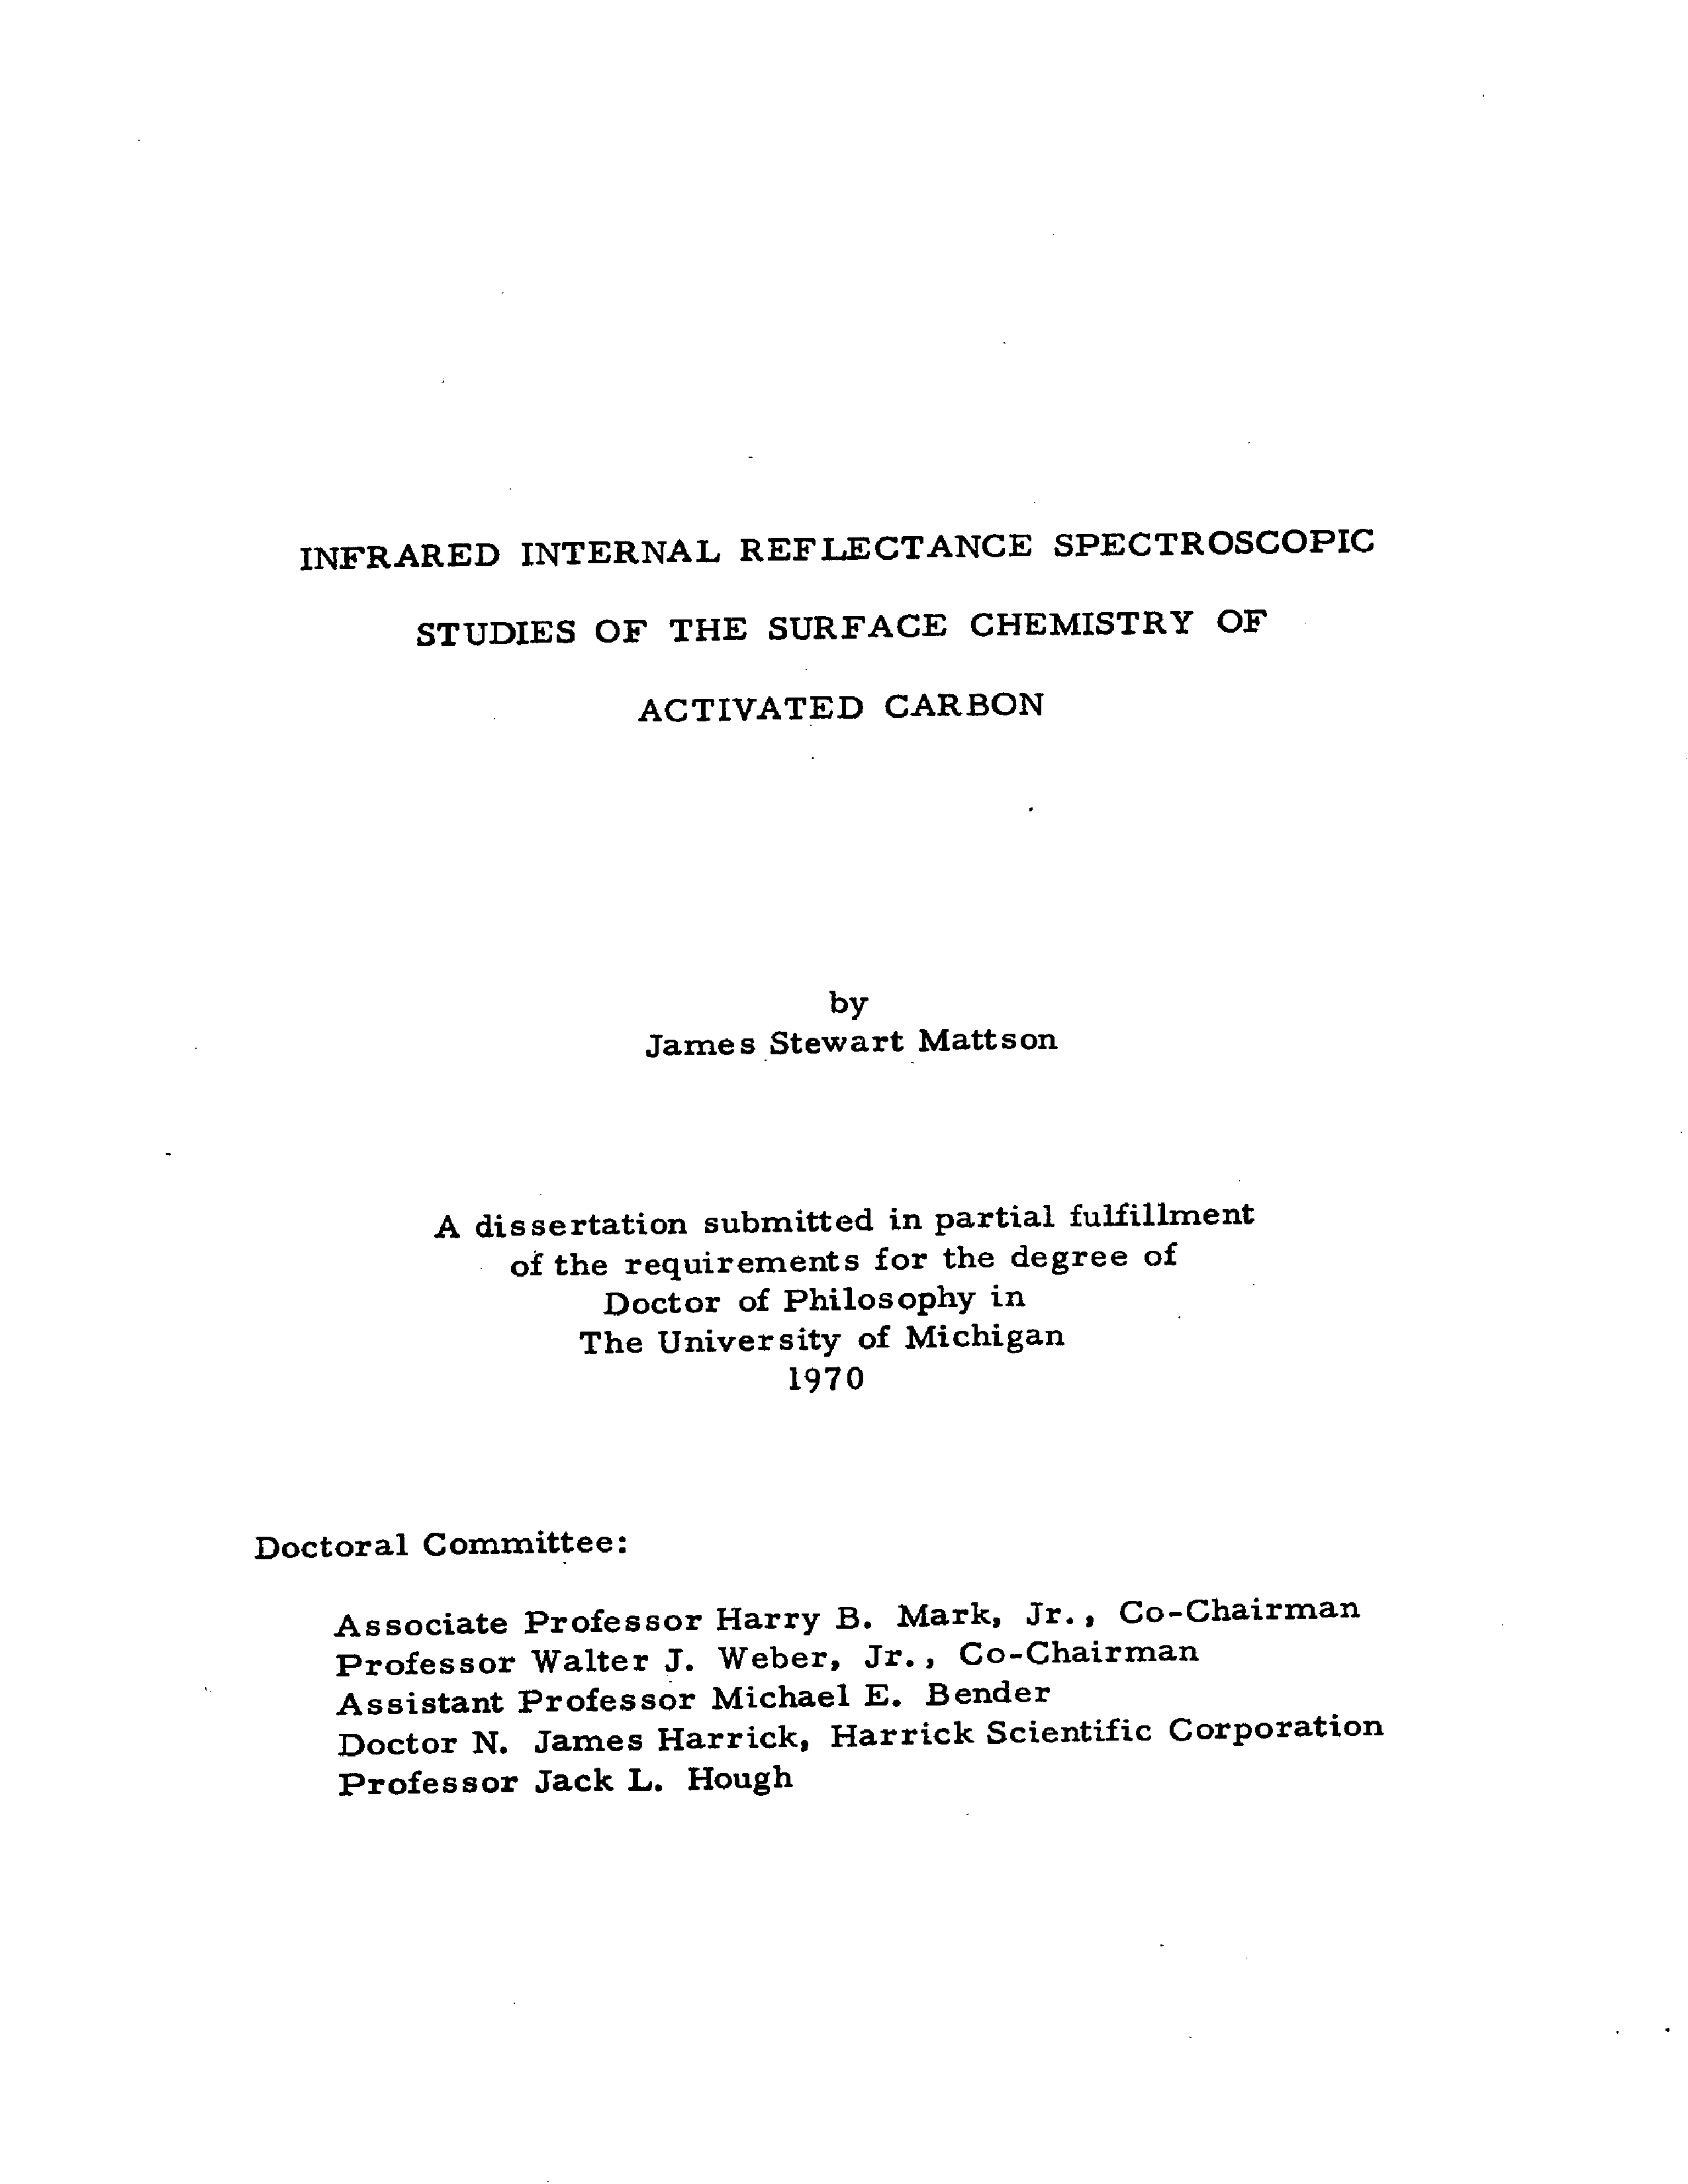 INFRARED INTERNAL REFLECTANCE SPECTROSCOPIC
STUDIES OF THE SURFACE CHEMISTRY OF
ACTIVATED CARBON
by
James Stewart Mattson
A dissertation submitted in partial fulfillment
of the requirements for the degree of
Doctor of Philosophy in
The University of Michigan
1970
Doctoral Committee:
Associate Professor Harry B. Mark, Jr., Co-Chairman
Professor Walter J. Weber, Jr., Co-Chairman
Assistant Professor Michael E. Bender
Doctor N. James Harrick, Harrick Scientific Corporation
Professor Jack L. Hough